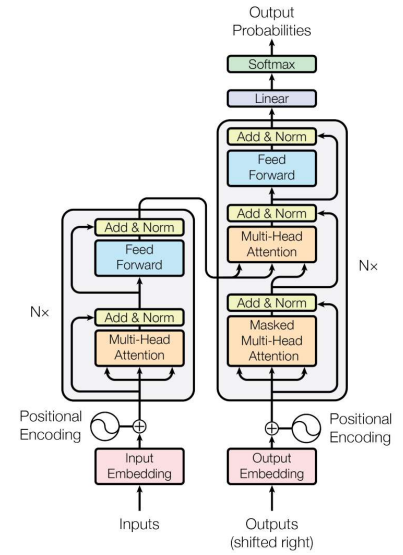 Output
Probabilities
Softmax
Linear
Add & Norm
Feed
Forward
Add & Norm
Multi-Head
Attention
Add & Norm
Masked
Multi-Head
Attention
Nx
Add & Norm
Feed
Forward
Add & Norm
Multi-Head
Attention
Nx
Positional
Encoding
Positional
Encoding
Input
Embedding
Output
Embedding
Inputs
Outputs
(shifted right)